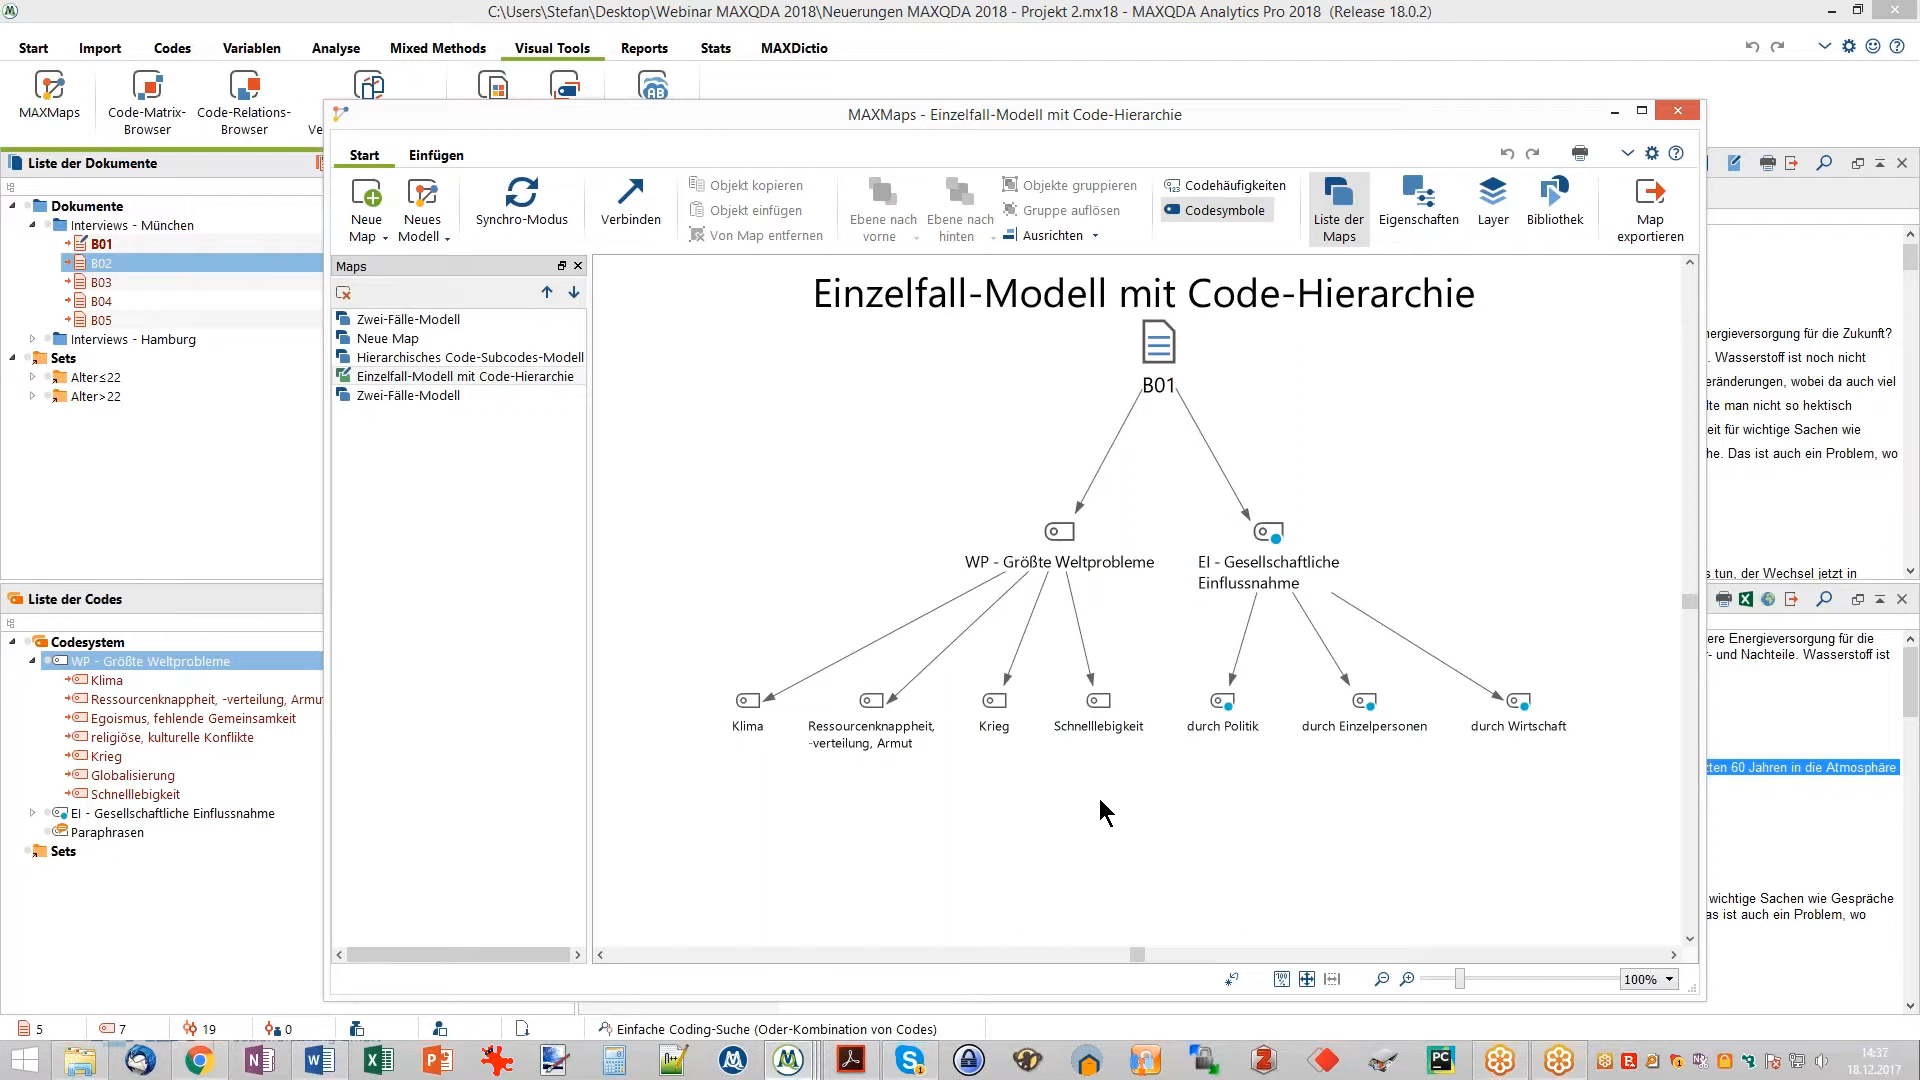 C:\Users\Stefan\Desktop\Webinar MAXQDA 2018\Neuerungen MAXQDA 2018 - Projekt 2.mx18 - MAXQDA Analytics Pro 2018 (Release 18.0.2)
Start Import Codes Variablen Analyse Mixed Methods Visual Tools Reports Stats MAXDictio
MAXMaps
Code-Matrix-
Browser
Code-Relations-
Browser
MAXMaps - Einzelfall-Modell mit Code-Hierarchie
Start Einfügen
Neue
Map
Neues
Modell
Synchro-Modus
Verbinden
Objekt kopieren
Objekt einfügen
Von Map entfernen
Ebene nach
vorne
Ebene nach
hinten
Objekte gruppieren
Gruppe auflösen
Ausrichten
Codehäufigkeiten
Codesymbole
Liste der
Maps
Eigenschaften
Layer
Bibliothek
Map
exportieren
Liste der Dokumente
Dokumente
Interviews - München
B01
B02
B03
B04
B05
Interviews - Hamburg
Sets
Alter≤22
Alter>22
Maps
Zwei-Fälle-Modell
Neue Map
Hierarchisches Code-Subcodes-Modell
Einzelfall-Modell mit Code-Hierarchie
Zwei-Fälle-Modell
Einzelfall-Modell mit Code-Hierarchie
B01
WP - Größte Weltprobleme
EI - Gesellschaftliche
Einflussnahme
Klima
Ressourcenknappheit,
-verteilung, Armut
Krieg
Schnelllebigkeit
durch Politik
durch Einzelpersonen
durch Wirtschaft
nergieversorgung für die Zukunft?
. Wasserstoff ist noch nicht
eränderungen, wobei da auch viel
lte man nicht so hektisch
eit für wichtige Sachen wie
he. Das ist auch ein Problem, wo
s tun, der Wechsel jetzt in
ere Energieversorgung für die
- und Nachteile. Wasserstoff ist
ten 60 Jahren in die Atmosphäre
wichtige Sachen wie Gespräche
as ist auch ein Problem, wo
Liste der Codes
Codesystem
WP - Größte Weltprobleme
Klima
Ressourcenknappheit, -verteilung, Armu
Egoismus, fehlende Gemeinsamkeit
religiöse, kulturelle Konflikte
Krieg
Globalisierung
Schnelllebigkeit
EI - Gesellschaftliche Einflussnahme
Paraphrasen
Sets
100%
5 7 19 0
Einfache Coding-Suche (Oder-Kombination von Codes)
14:37
18.12.2017